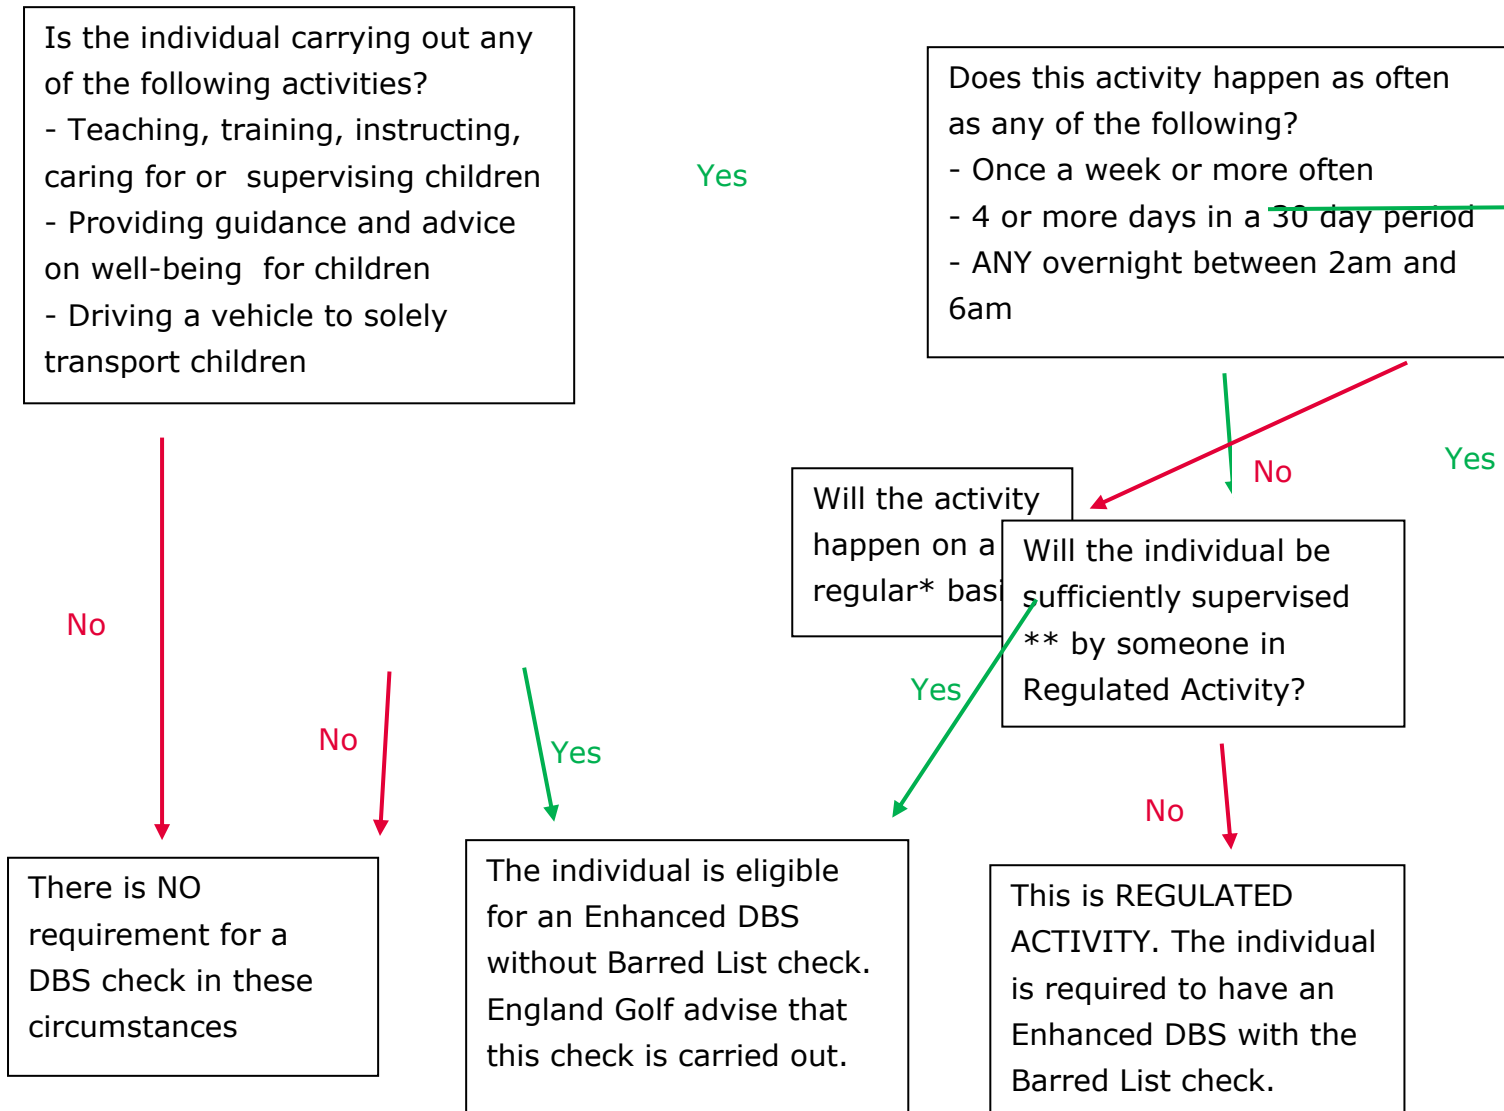 Is the individual carrying out any
of the following activities?
- Teaching, training, instructing,
caring for or supervising children
- Providing guidance and advice
on well-being for children
- Driving a vehicle to solely
transport children
Yes
Does this activity happen as often
as any of the following?
- Once a week or more often
- 4 or more days in a 30 day period
- ANY overnight between 2am and
6am
No
Yes
Will the activity
happen on a
regular* basi
Will the individual be
sufficiently supervised
** by someone in
Regulated Activity?
No
Yes
No
Yes
No
There is NO
requirement for a
DBS check in these
circumstances
The individual is eligible
for an Enhanced DBS
without Barred List check.
England Golf advise that
this check is carried out.
This is REGULATED
ACTIVITY. The individual
is required to have an
Enhanced DBS with the
Barred List check.